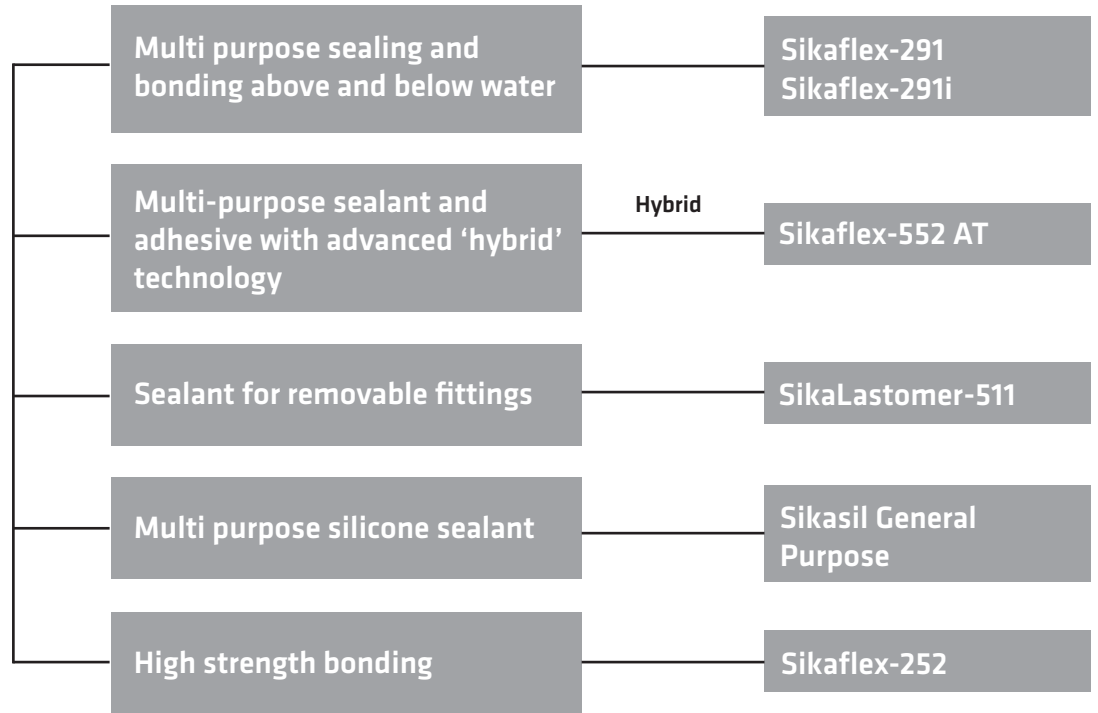 Multi purpose sealing and
bonding above and below water
Sikaflex-291
Sikaflex-291i
Multi-purpose sealant and
adhesive with advanced ‘hybrid’
technology
Hybrid
Sikaflex-552 AT
Sealant for removable fittings
SikaLastomer-511
Multi purpose silicone sealant
Sikasil General
Purpose
High strength bonding
Sikaflex-252